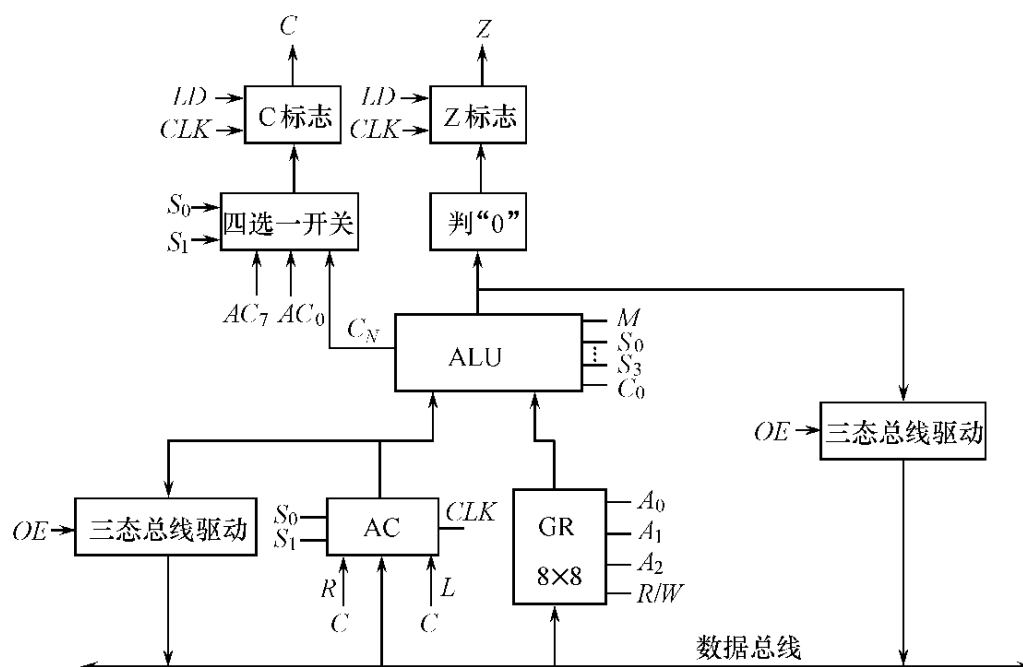 C
Z
LD
CLK
C标志
LD
CLK
Z标志
S0
S1
四选一开关
判“0”
AC7
AC0
CN
ALU
M
S0
S3
C0
OE
三态总线驱动
OE
三态总线驱动
S0
S1
AC
CLK
R
L
C
C
GR
8×8
A0
A1
A2
R/W
数据总线